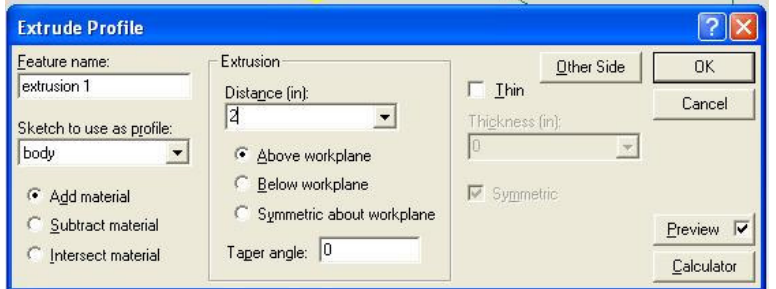 Extrude Profile
Feature name:
extrusion 1
Sketch to use as profile:
body
Add material
Subtract material
Intersect material
Extrusion
Distance (in):
2
Above workplane
Below workplane
Symmetric about workplane
Taper angle: 0
Other Side
Thin
Thickness (in):
0
Symmetric
OK
Cancel
Preview
Calculator